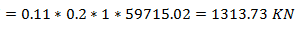 = 0.11 * 0.2 * 1 * 59715.02 = 1313.73 KN